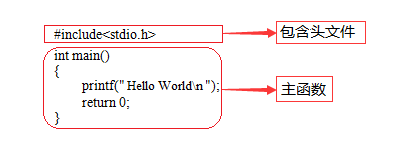 #include<stdio.h>
包含头文件
int main()
{
printf("Hello World\n");
return 0;
}
主函数